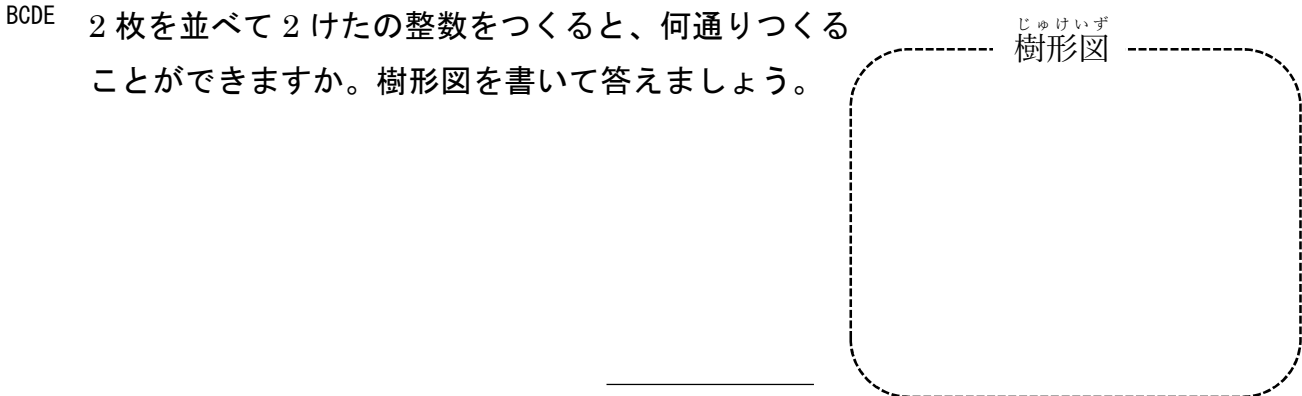 BCDE
2 枚を並べて 2 けたの整数をつくると、何通りつくる
ことができますか。樹形図を書いて答えましょう。
じゅけいず
樹形図